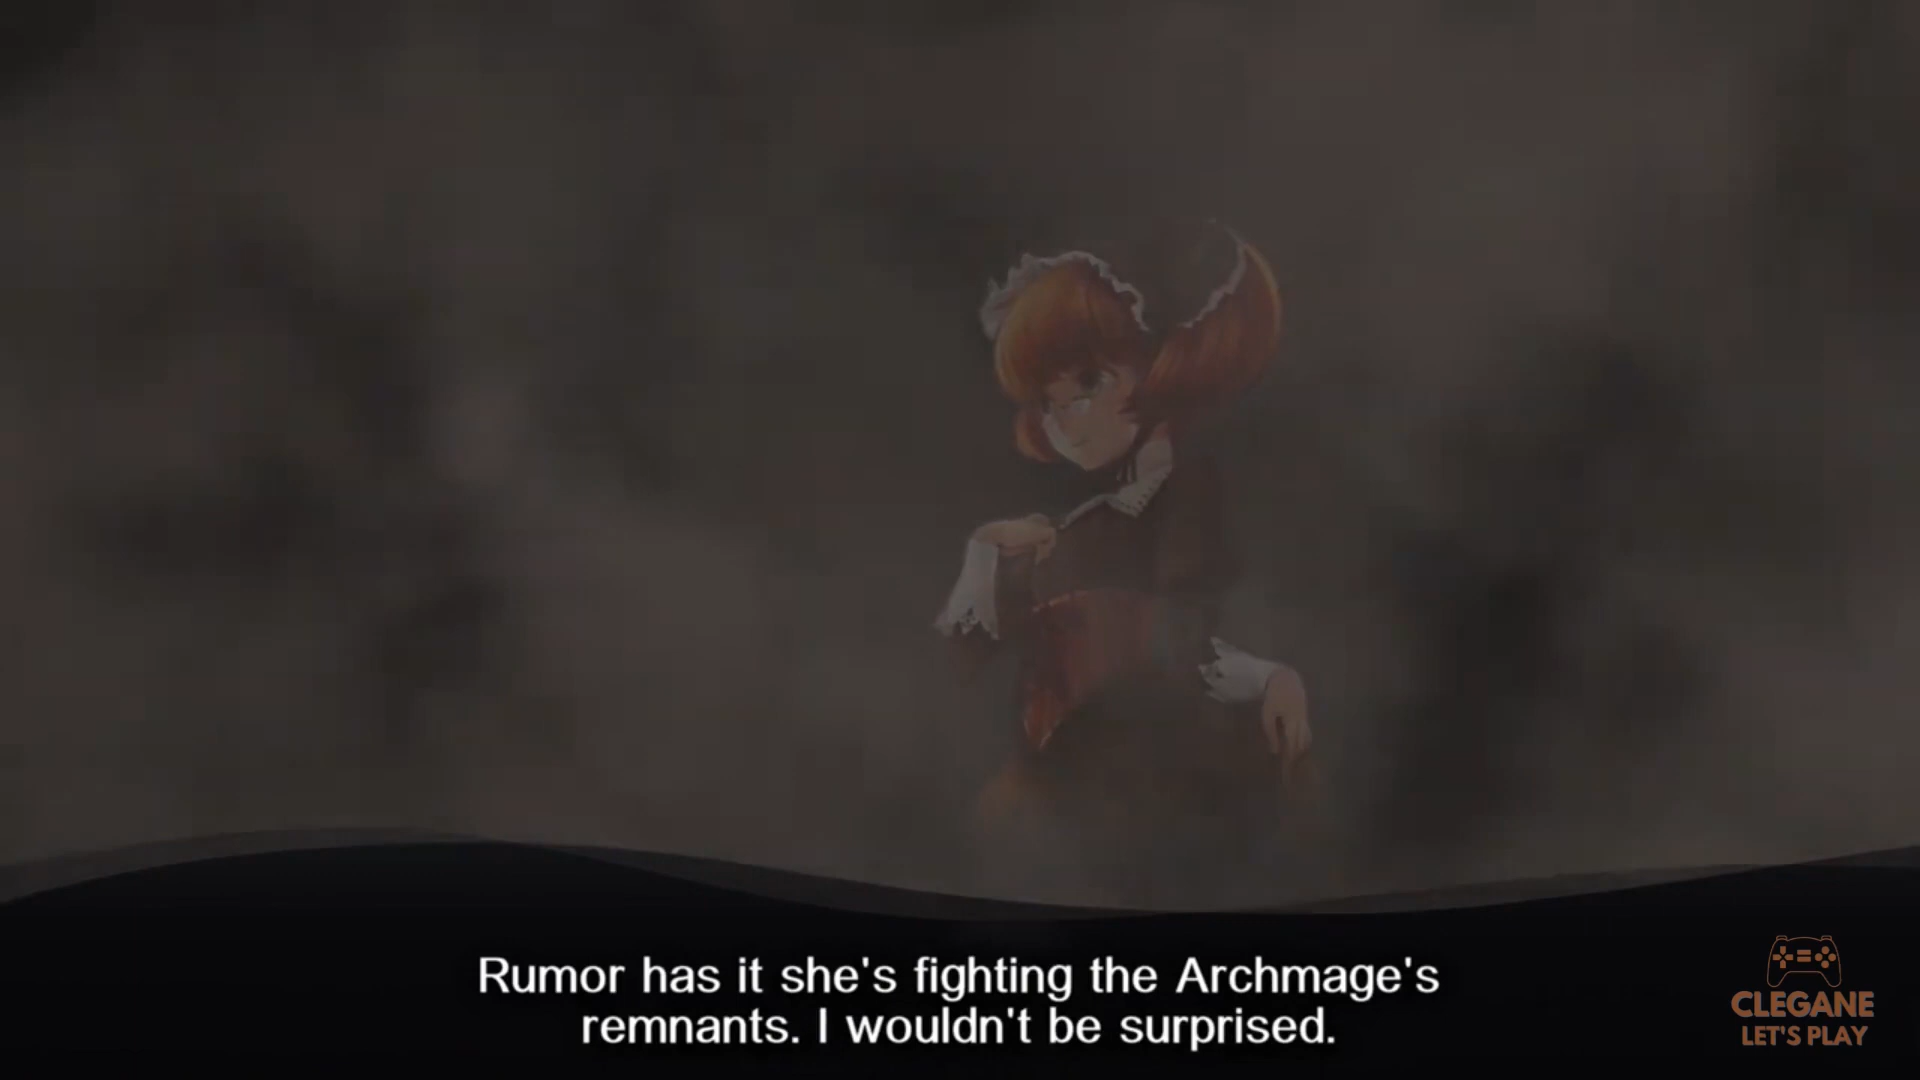 Rumor has it she's fighting the Archmage's
remnants. I wouldn't be surprised.
CLEGANE
LET'S PLAY